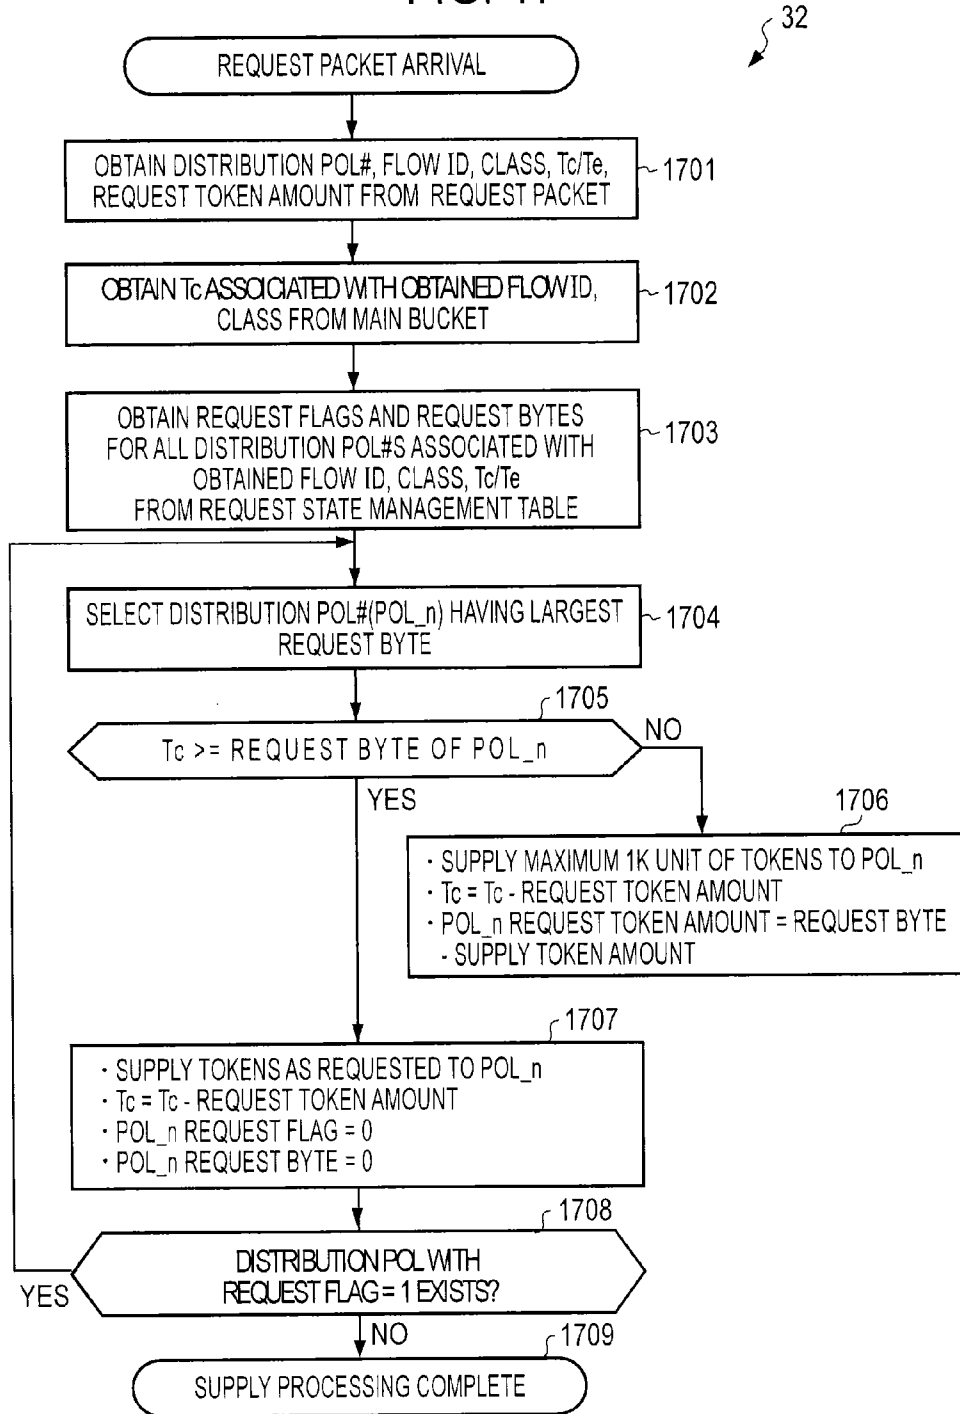 32
REQUEST PACKET ARRIVAL
OBTAIN DISTRIBUTION POL#, FLOW ID, CLASS, Tc/Te,
REQUEST TOKEN AMOUNT FROM REQUEST PACKET
1701
OBTAIN Tc ASSOICIATED WITH OBTAINED FLOW ID,
CLASS FROM MAIN BUCKET
1702
OBTAIN REQUEST FLAGS AND REQUEST BYTES
FOR ALL DISTRIBUTION POL#S ASSOCIATED WITH
OBTAINED FLOW ID, CLASS, Tc/Te
FROM REQUEST STATE MANAGEMENT TABLE
1703
SELECT DISTRIBUTION POL#(POL_n) HAVING LARGEST
REQUEST BYTE
1704
1705
Tc >= REQUEST BYTE OF POL_n
NO
YES
1706
・SUPPLY MAXIMUM 1K UNIT OF TOKENS TO POL_n
・Tc = Tc - REQUEST TOKEN AMOUNT
・POL_n REQUEST TOKEN AMOUNT = REQUEST BYTE
- SUPPLY TOKEN AMOUNT
1707
・SUPPLY TOKENS AS REQUESTED TO POL_n
・Tc = Tc - REQUEST TOKEN AMOUNT
・POL_n REQUEST FLAG = 0
・POL_n REQUEST BYTE = 0
1708
DISTRIBUTION POL WITH
REQUEST FLAG = 1 EXISTS?
YES
NO
1709
SUPPLY PROCESSING COMPLETE